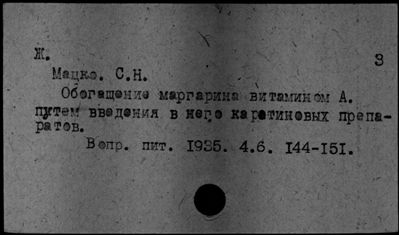 Ж. 3
Мацко. С.Н.
Обогащение маргарина витамином А.
путем введения в него каротиновых препа-
ратов.
Вопр. пит. 1935. 4.6. 144-151.